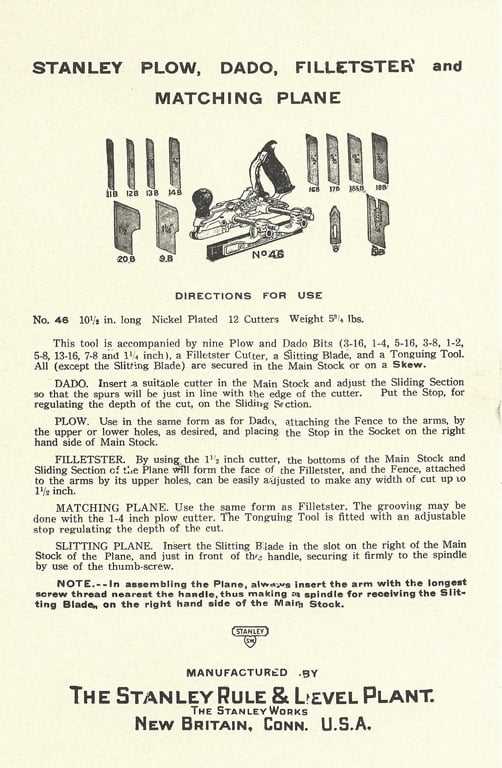 STANLEY PLOW, DADO, FILLETSTER and
MATCHING PLANE
11B 12B 13B 14B
16B 17B 18B
20B 9B
No 46
8
DIRECTIONS FOR USE
No. 46 10½ in. long Nickel Plated 12 Cutters Weight 5¾ lbs.
This tool is accompanied by nine Plow and Dado Bits (3-16, 1-4, 5-16, 3-8, 1-2,
5-8, 13-16, 7-8 and 1¼ inch), a Filletster Cutter, a Slitting Blade, and a Tonguing Tool.
All (except the Slitting Blade) are secured in the Main Stock or on a Skew.
DADO. Insert a suitable cutter in the Main Stock and adjust the Sliding Section
so that the spurs will be just in line with the edge of the cutter. Put the Stop, for
regulating the depth of the cut, on the Sliding Section.
PLOW. Use in the same form as for Dado, attaching the Fence to the arms, by
the upper or lower holes, as desired, and placing the Stop in the Socket on the right
hand side of Main Stock.
FILLETSTER. By using the 1½ inch cutter, the bottoms of the Main Stock and
Sliding Section of the Plane will form the face of the Filletster, and the Fence, attached
to the arms by its upper holes, can be easily adjusted to make any width of cut up to
1½ inch.
MATCHING PLANE. Use the same form as Filletster. The grooving may be
done with the 1-4 inch plow cutter. The Tonguing Tool is fitted with an adjustable
stop regulating the depth of the cut.
SLITTING PLANE. Insert the Slitting Blade in the slot on the right of the Main
Stock of the Plane, and just in front of the handle, securing it firmly to the spindle
by use of the thumb-screw.
NOTE.--In assembling the Plane, always insert the arm with the longest
screw thread nearest the handle, thus making a spindle for receiving the Slit-
ting Blade, on the right hand side of the Main Stock.
STANLEY
SW
MANUFACTURED BY
THE STANLEY RULE & LEVEL PLANT.
THE STANLEY WORKS
NEW BRITAIN, CONN. U.S.A.